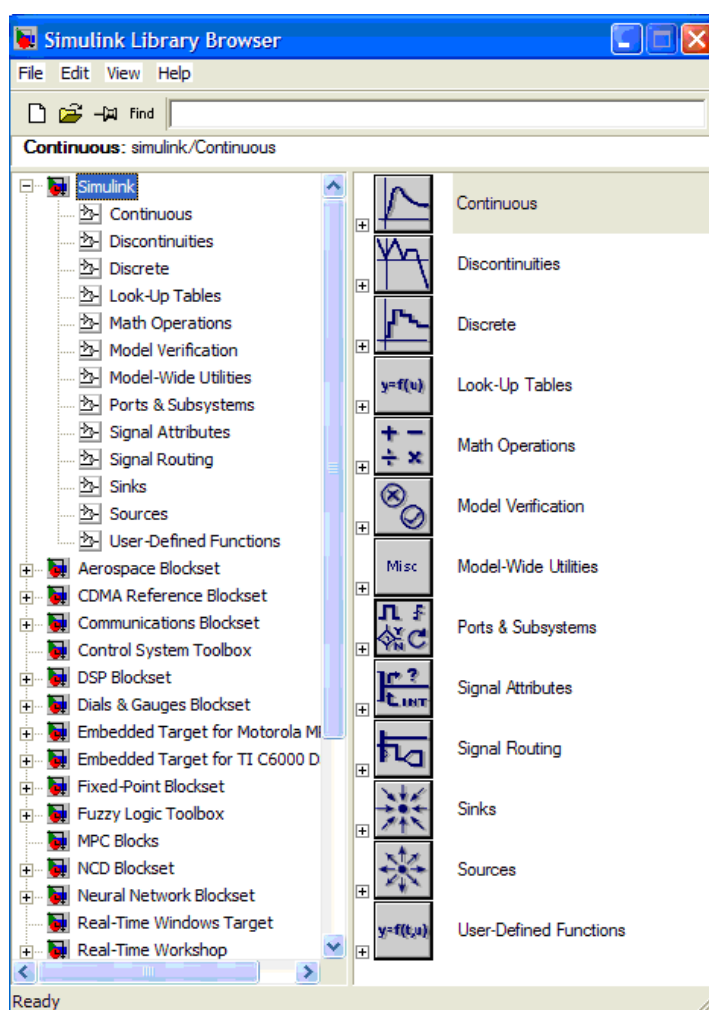 Simulink Library Browser
File Edit View Help
Find
Continuous: simulink/Continuous
Simulink
Continuous
Discontinuities
Discrete
Look-Up Tables
Math Operations
Model Verification
Model-Wide Utilities
Ports & Subsystems
Signal Attributes
Signal Routing
Sinks
Sources
User-Defined Functions
Aerospace Blockset
CDMA Reference Blockset
Communications Blockset
Control System Toolbox
DSP Blockset
Dials & Gauges Blockset
Embedded Target for Motorola M
Embedded Target for TI C6000 D
Fixed-Point Blockset
Fuzzy Logic Toolbox
MPC Blocks
NCD Blockset
Neural Network Blockset
Real-Time Windows Target
Real-Time Workshop
Continuous
Discontinuities
Discrete
y=f(u) Look-Up Tables
+ − ÷ × Math Operations
Model Verification
Misc Model-Wide Utilities
Y N Ports & Subsystems
? t INT Signal Attributes
Signal Routing
Sinks
Sources
y=f(t,u) User-Defined Functions
Ready